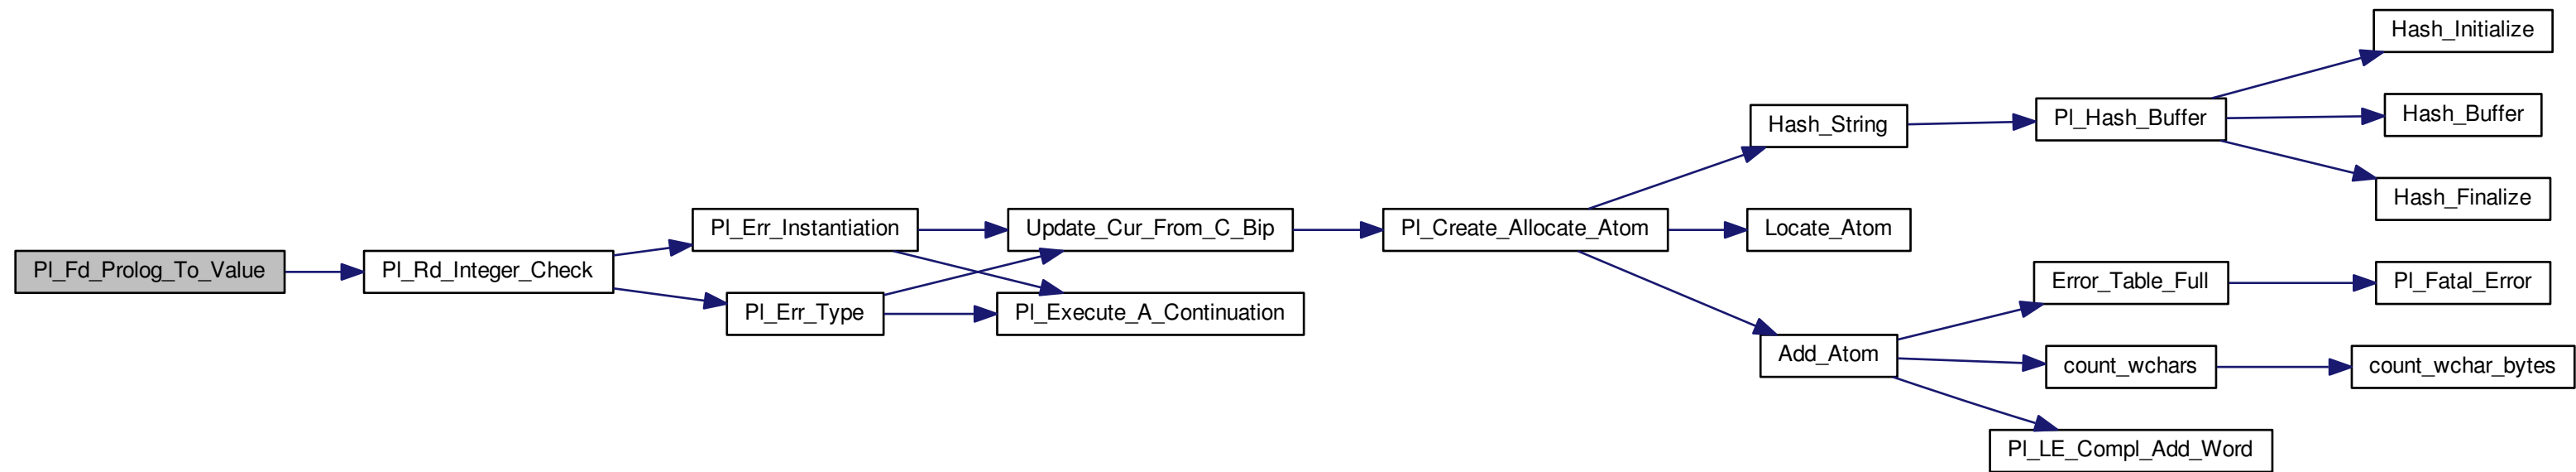 Pl_Fd_Prolog_To_Value
Pl_Rd_Integer_Check
Pl_Err_Instantiation
Pl_Err_Type
Update_Cur_From_C_Bip
Pl_Execute_A_Continuation
Pl_Create_Allocate_Atom
Hash_String
Locate_Atom
Add_Atom
Pl_Hash_Buffer
Error_Table_Full
count_wchars
Pl_LE_Compl_Add_Word
Hash_Initialize
Hash_Buffer
Hash_Finalize
Pl_Fatal_Error
count_wchar_bytes